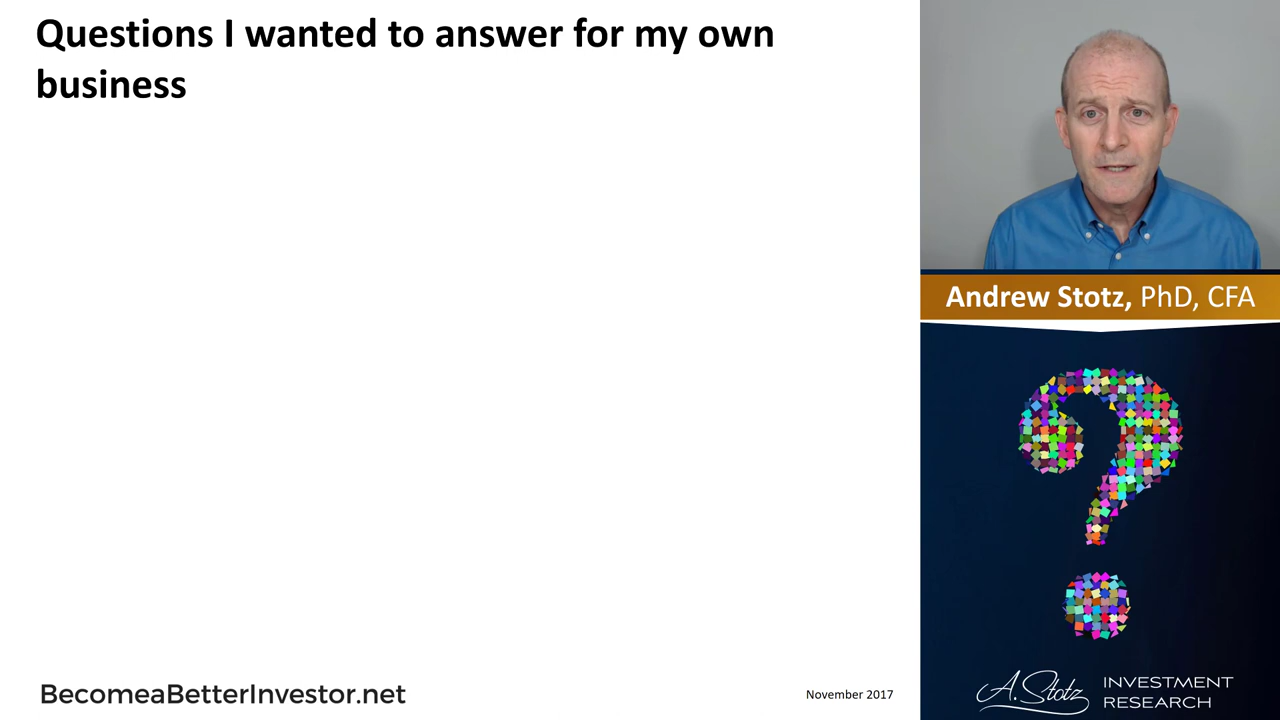 Questions I wanted to answer for my own
business
Andrew Stotz, PhD, CFA
?
BecomeaBetterInvestor.net
November 2017
A. Stotz
INVESTMENT
RESEARCH